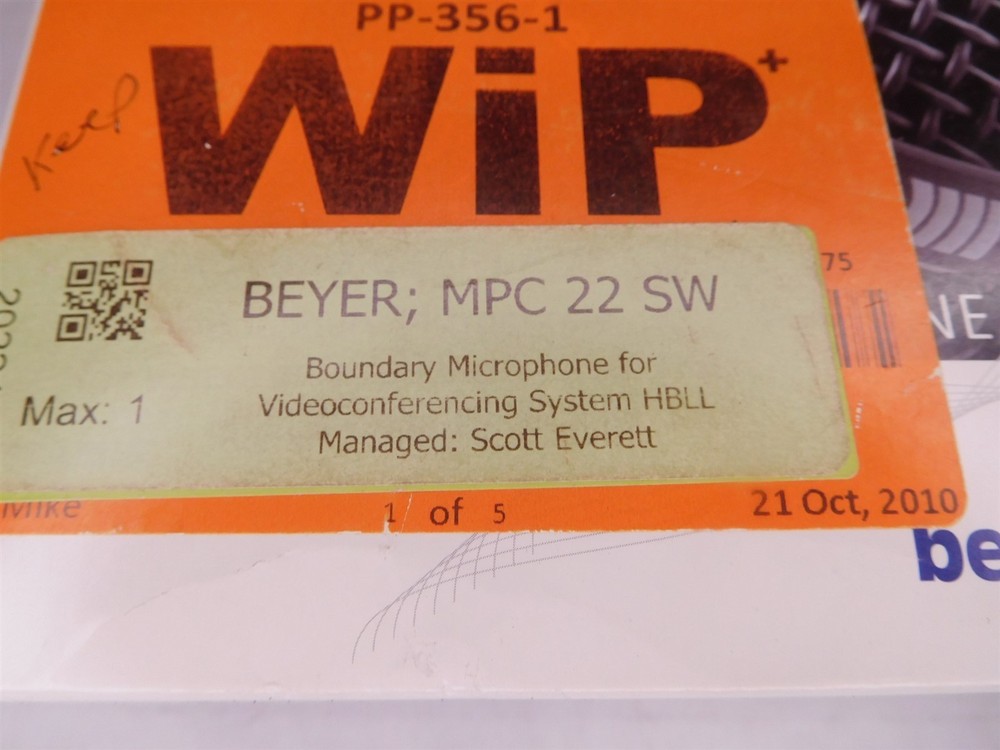 PP-356-1
WiP+
Keep
75
BEYER; MPC 22 SW
NE
Boundary Microphone for
Videoconferencing System HBLL
Max: 1
Managed: Scott Everett
Mike
1 of 5
21 Oct, 2010
be